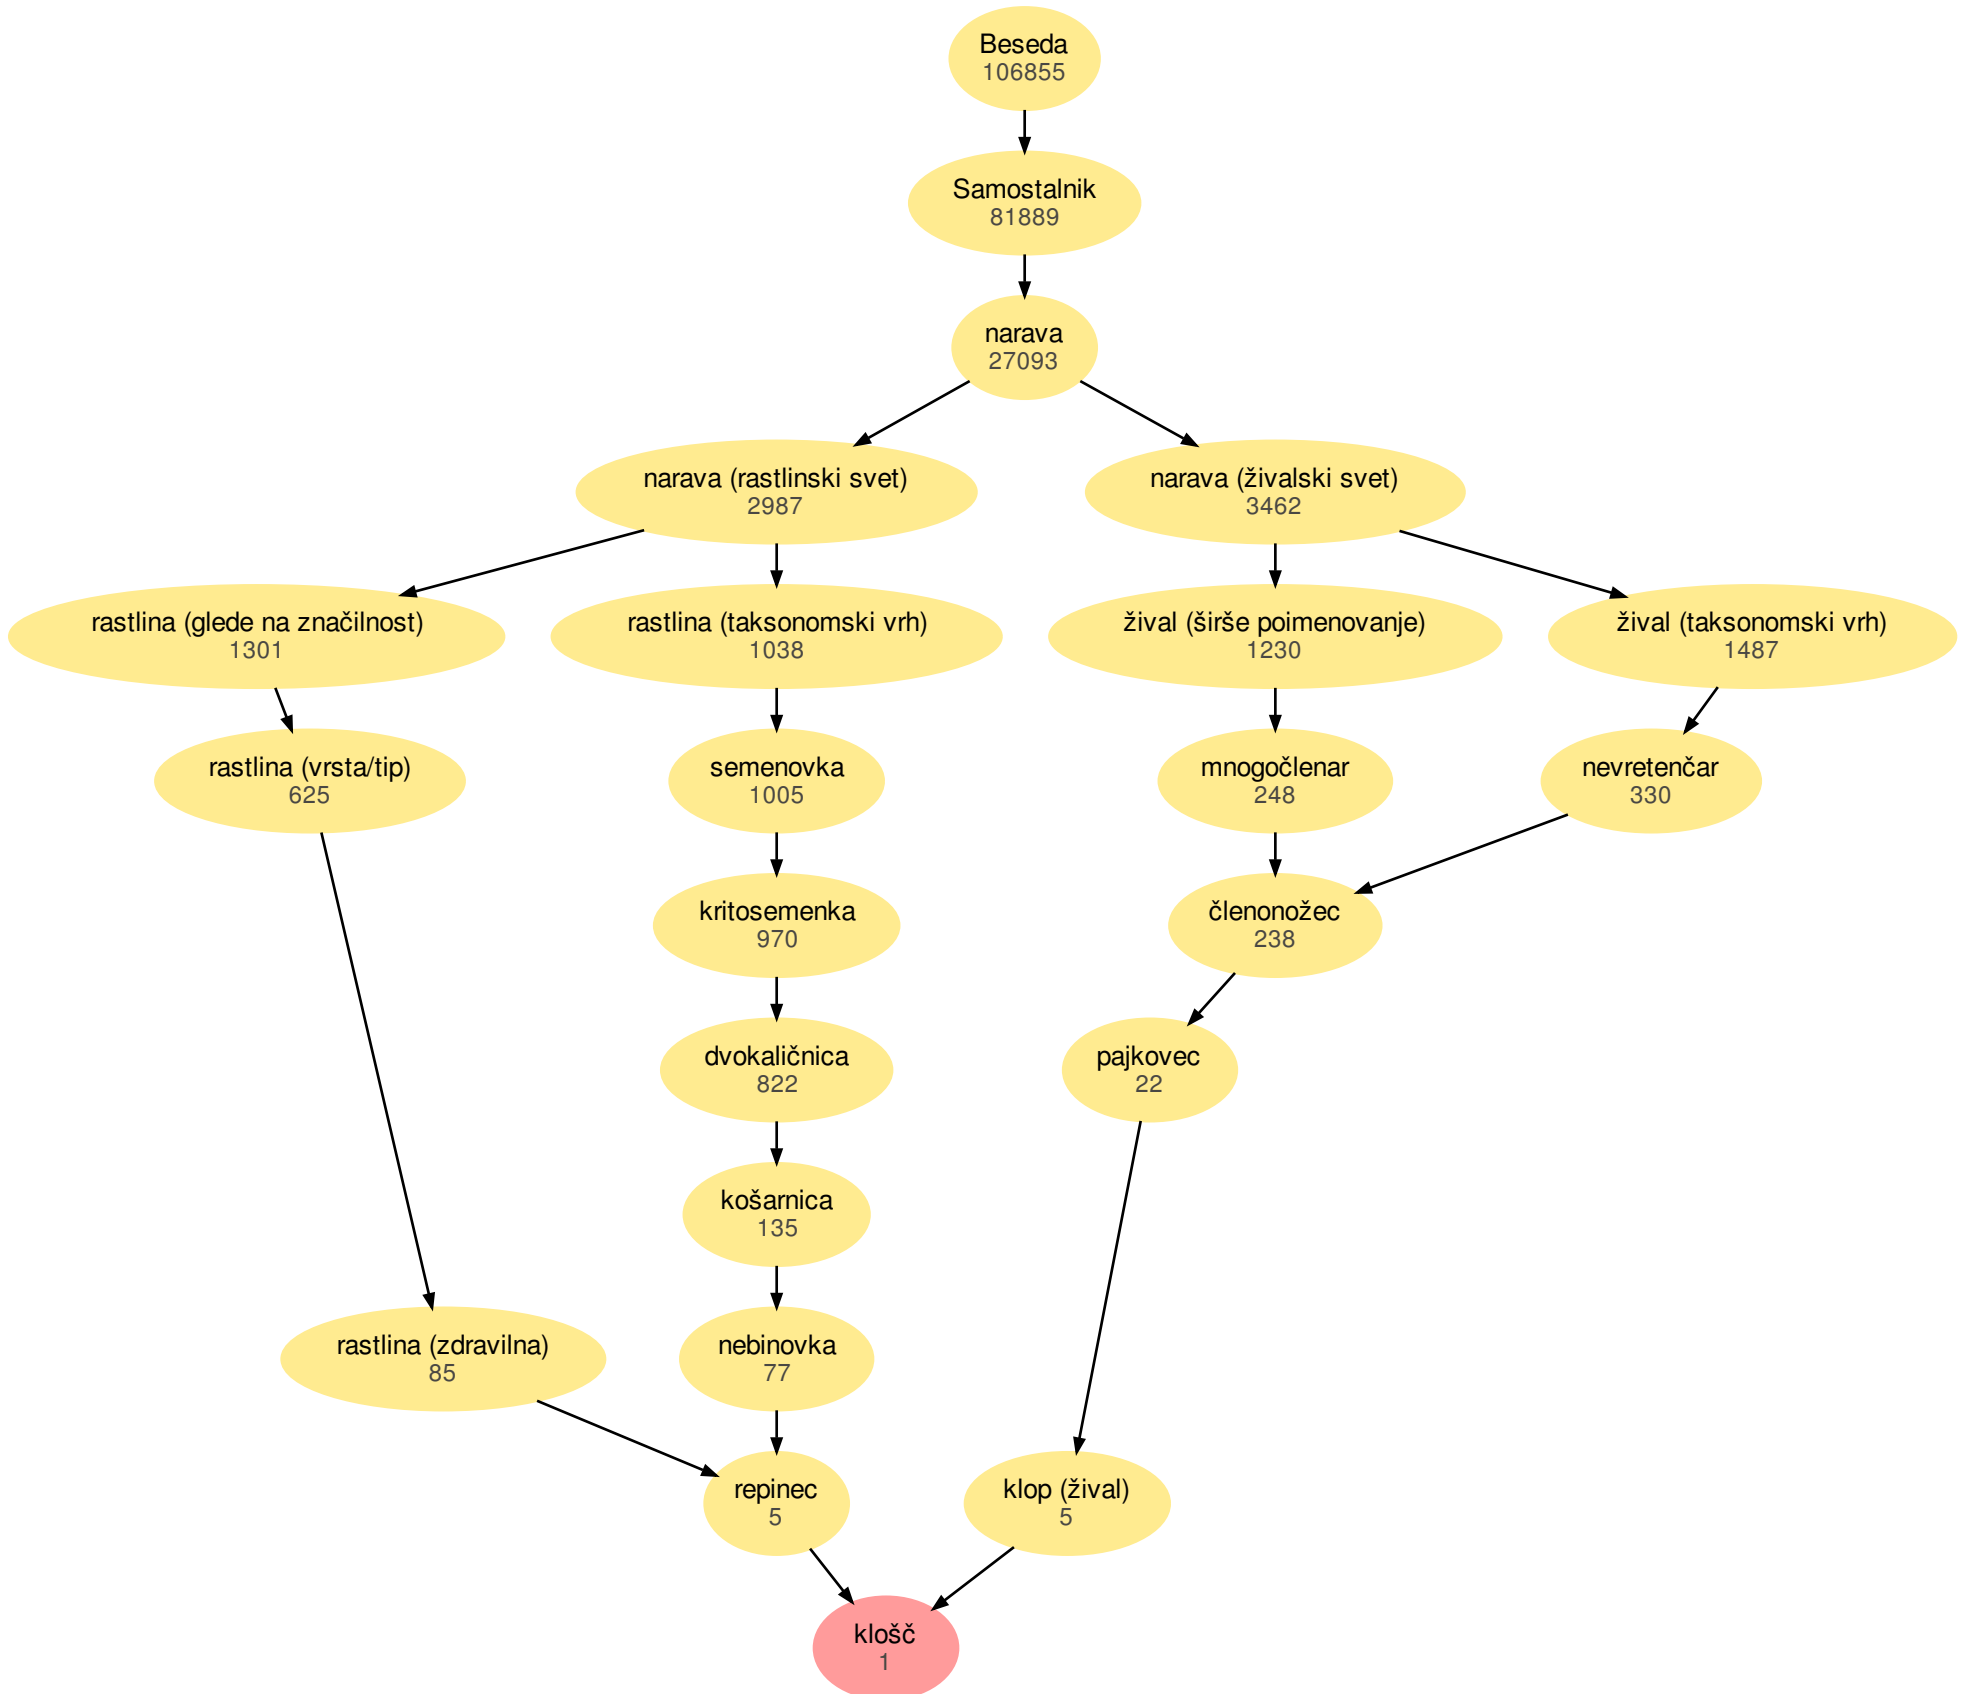 Beseda
106855
Samostalnik
81889
narava
27093
narava (rastlinski svet)
2987
narava (živalski svet)
3462
rastlina (glede na značilnost)
1301
rastlina (taksonomski vrh)
1038
žival (širše poimenovanje)
1230
žival (taksonomski vrh)
1487
rastlina (vrsta/tip)
625
semenovka
1005
mnogočlenar
248
nevretenčar
330
kritosemenka
970
členonožec
238
dvokaličnica
822
pajkovec
22
košarnica
135
rastlina (zdravilna)
85
nebinovka
77
repinec
5
klop (žival)
5
klošč
1